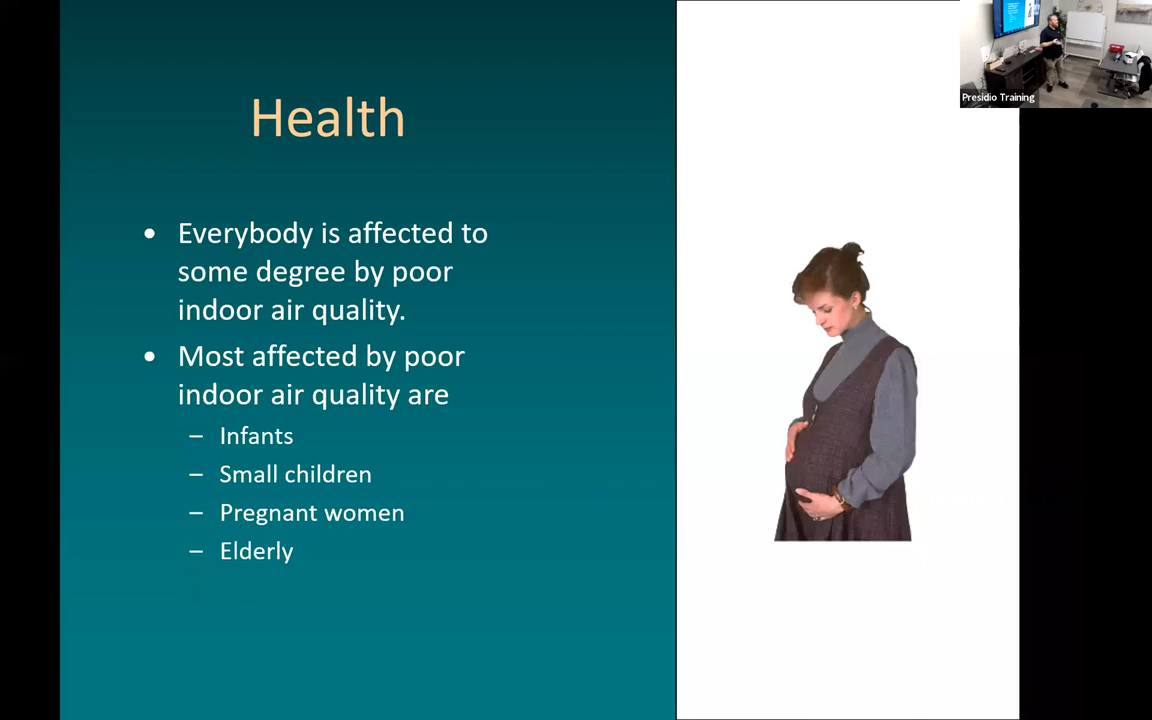 Health
• Everybody is affected to
some degree by poor
indoor air quality.
• Most affected by poor
indoor air quality are
– Infants
– Small children
– Pregnant women
– Elderly
Presidio Training